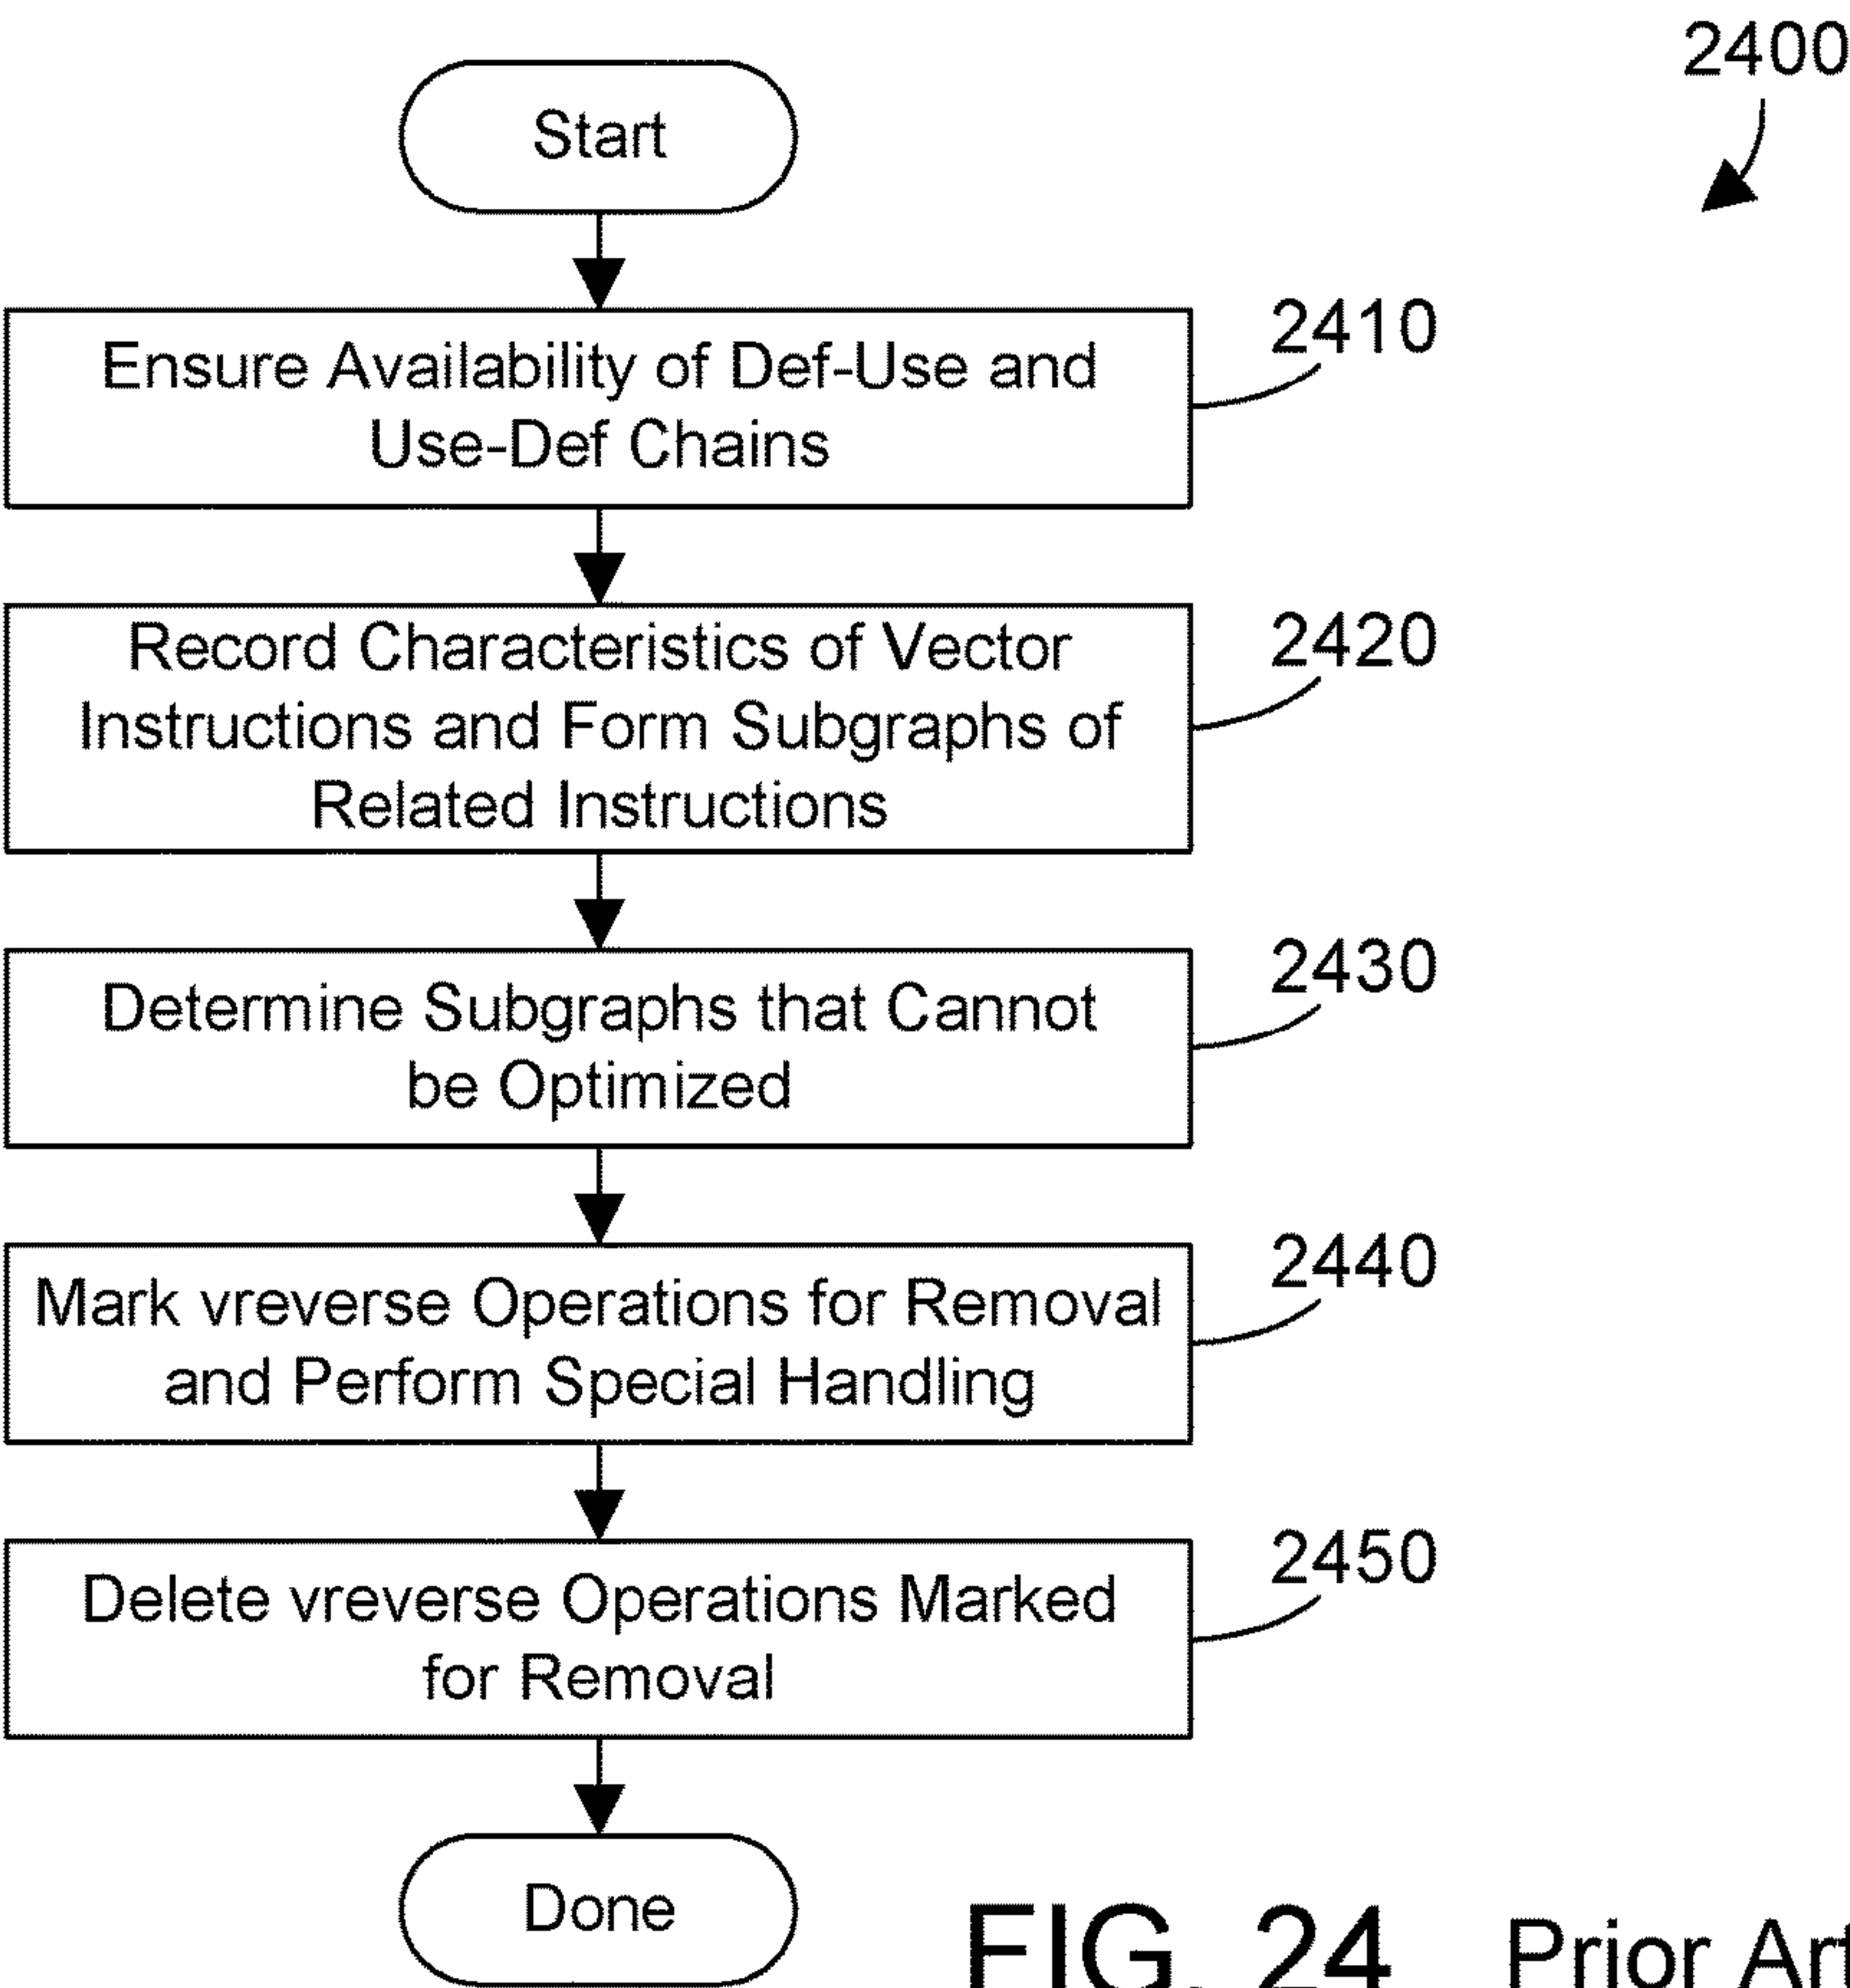 2400
Start
Ensure Availability of Def-Use and
Use-Def Chains
2410
Record Characteristics of Vector
Instructions and Form Subgraphs of
Related Instructions
2420
Determine Subgraphs that Cannot
be Optimized
2430
Mark vreverse Operations for Removal
and Perform Special Handling
2440
Delete vreverse Operations Marked
for Removal
2450
Done
FIG. 24 Prior Art